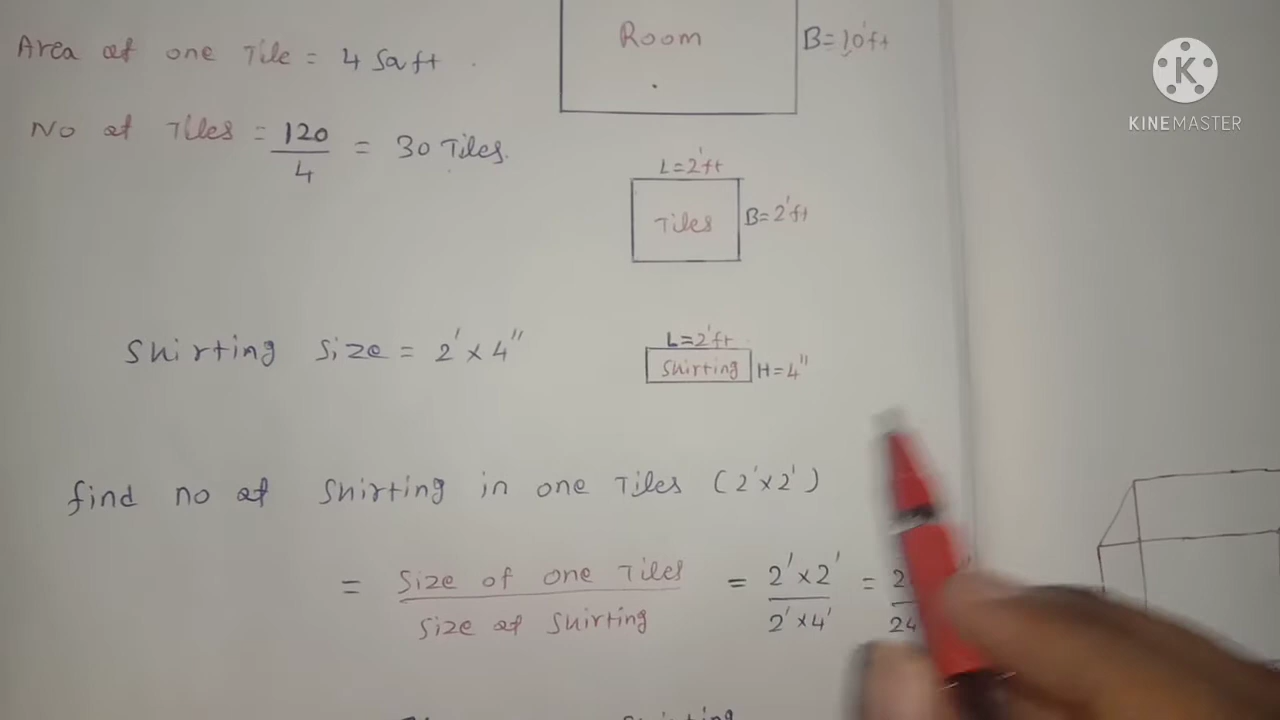 Room
B=10'ft
Area of one Tile = 4 Sqft
KINEMASTER
No of Tiles = 120/4 = 30 Tiles.
L=2'ft
Tiles
B=2'ft
Skirting Size = 2' x 4"
L=2'ft
Skirting
H=4"
find no of Skirting in one Tiles (2'x2')
= Size of one Tiles / Size of Skirting = 2'x2' / 2'x4' = 2 / 24